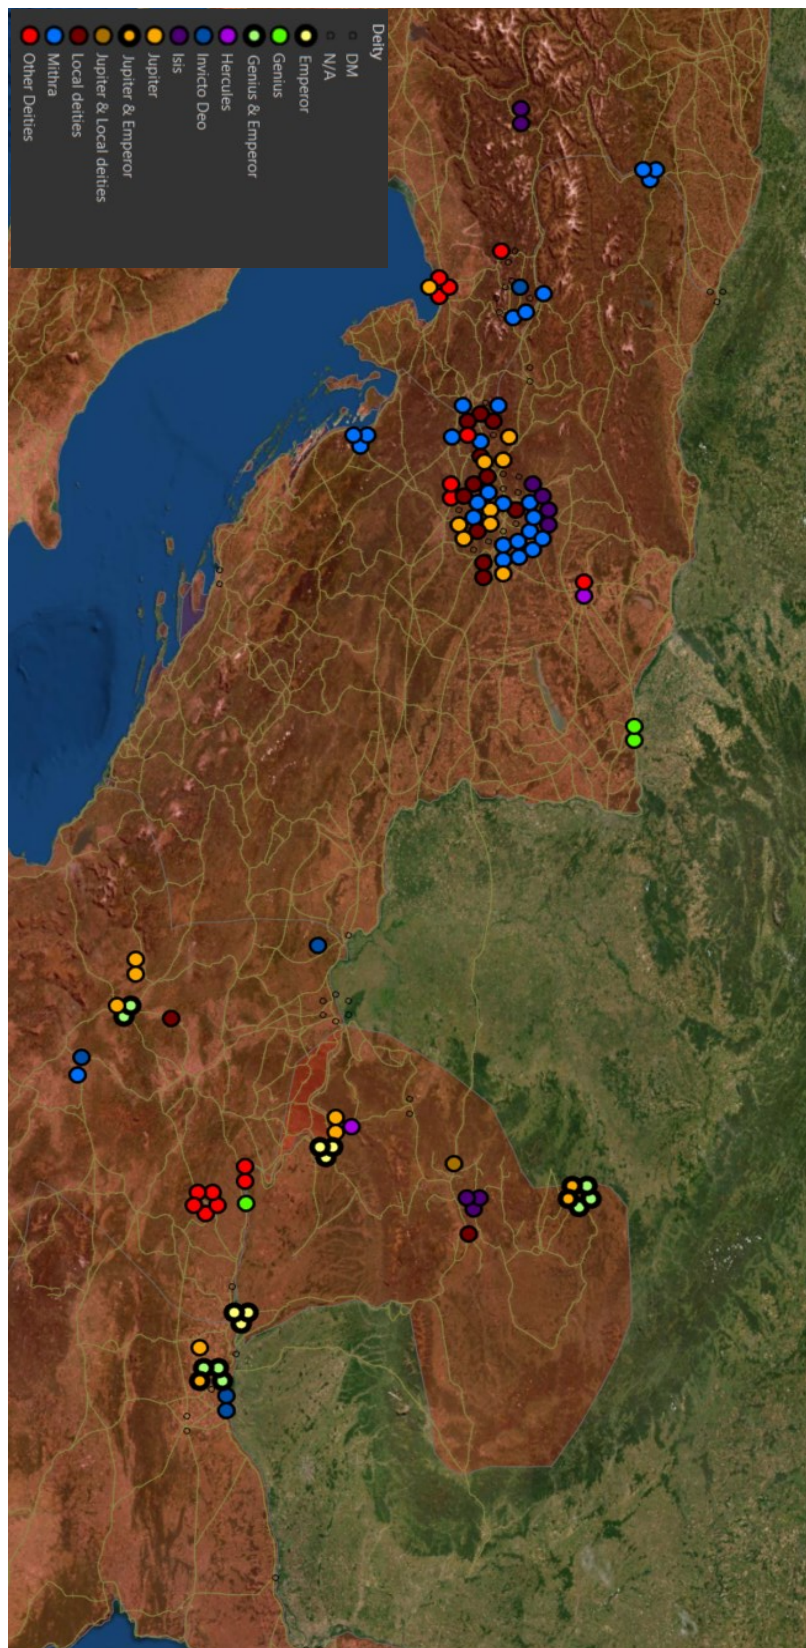 Deity
DM
N/A
Emperor
Genius
Genius & Emperor
Hercules
Invicto Deo
Isis
Jupiter
Jupiter & Emperor
Jupiter & Local deities
Local deities
Mithra
Other Deities